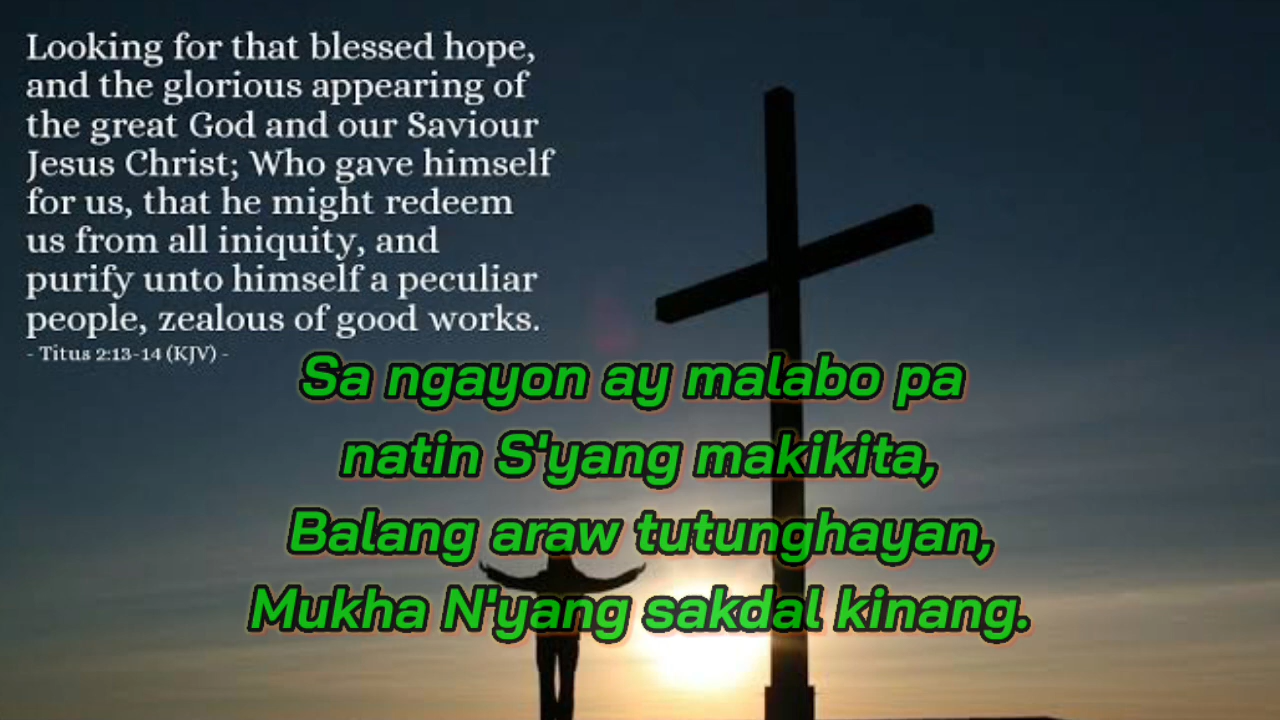 Looking for that blessed hope,
and the glorious appearing of
the great God and our Saviour
Jesus Christ; Who gave himself
for us, that he might redeem
us from all iniquity, and
purify unto himself a peculiar
people, zealous of good works.
- Titus 2:13-14 (KJV) -
Sa ngayon ay malabo pa
natin S'yang makikita,
Balang araw tutunghayan,
Mukha N'yang sakdal kinang.